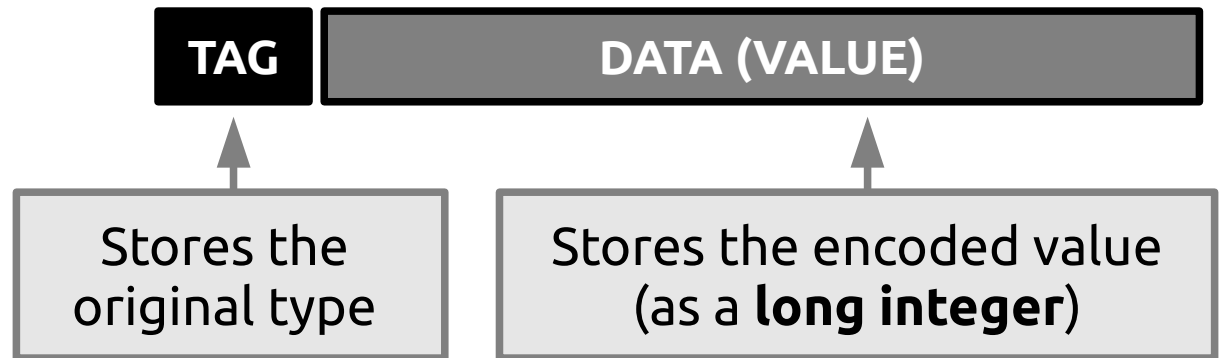 TAG
DATA (VALUE)
Stores the
original type
Stores the encoded value
(as a long integer)